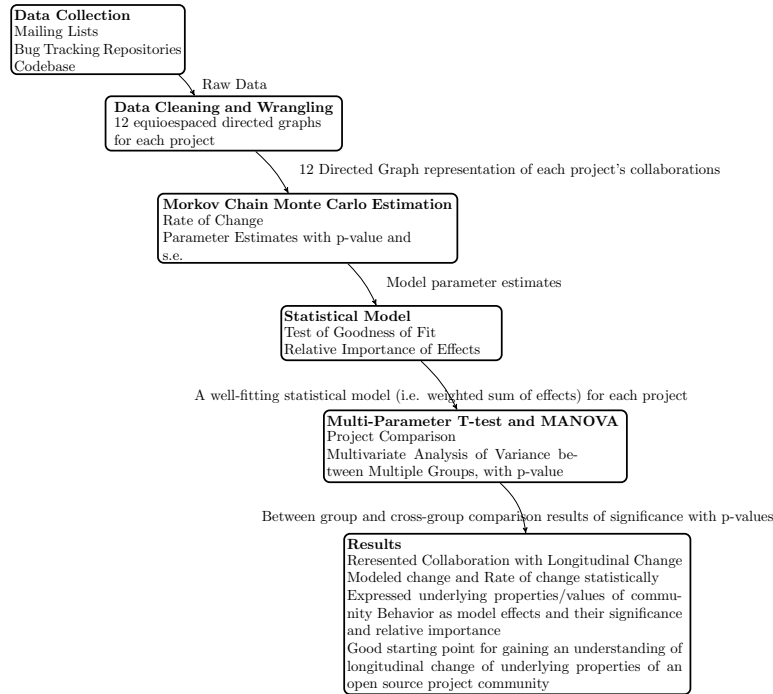 Data Collection
Mailing Lists
Bug Tracking Repositories
Codebase
Raw Data
Data Cleaning and Wrangling
12 equioespaced directed graphs
for each project
12 Directed Graph representation of each project's collaborations
Morkov Chain Monte Carlo Estimation
Rate of Change
Parameter Estimates with p-value and
s.e.
Model parameter estimates
Statistical Model
Test of Goodness of Fit
Relative Importance of Effects
A well-fitting statistical model (i.e. weighted sum of effects) for each project
Multi-Parameter T-test and MANOVA
Project Comparison
Multivariate Analysis of Variance be-
tween Multiple Groups, with p-value
Between group and cross-group comparison results of significance with p-values
Results
Reresented Collaboration with Longitudinal Change
Modeled change and Rate of change statistically
Expressed underlying properties/values of commu-
nity Behavior as model effects and their significance
and relative importance
Good starting point for gaining an understanding of
longitudinal change of underlying properties of an
open source project community